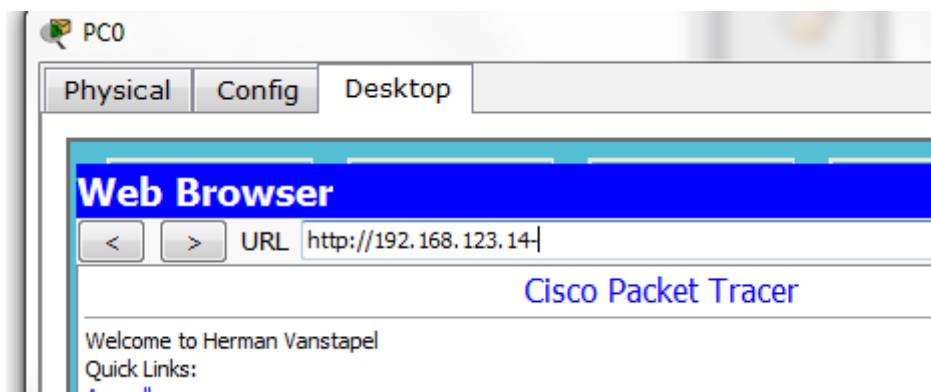 PC0
Physical Config Desktop
Web Browser
< > URL http://192.168.123.14-
Cisco Packet Tracer
Welcome to Herman Vanstapel
Quick Links: